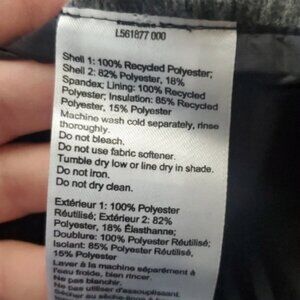 L561877 000
Shell 1: 100% Recycled Polyester;
Shell 2: 82% Polyester, 18%
Spandex; Lining: 100% Recycled
Polyester; Insulation: 85% Recycled
Polyester, 15% Polyester
Machine wash cold separately, rinse
thoroughly.
Do not bleach.
Do not use fabric softener.
Tumble dry low or line dry in shade.
Do not iron.
Do not dry clean.
Extérieur 1: 100% Polyester
Réutilisé; Extérieur 2: 82%
Polyester, 18% Élasthanne;
Doublure: 100% Polyester Réutilisé;
Isolant: 85% Polyester Réutilisé,
15% Polyester
Laver à la machine séparément à
l'eau froide, bien rincer.
Ne pas blanchir.
Ne pas utiliser d'assouplissant.